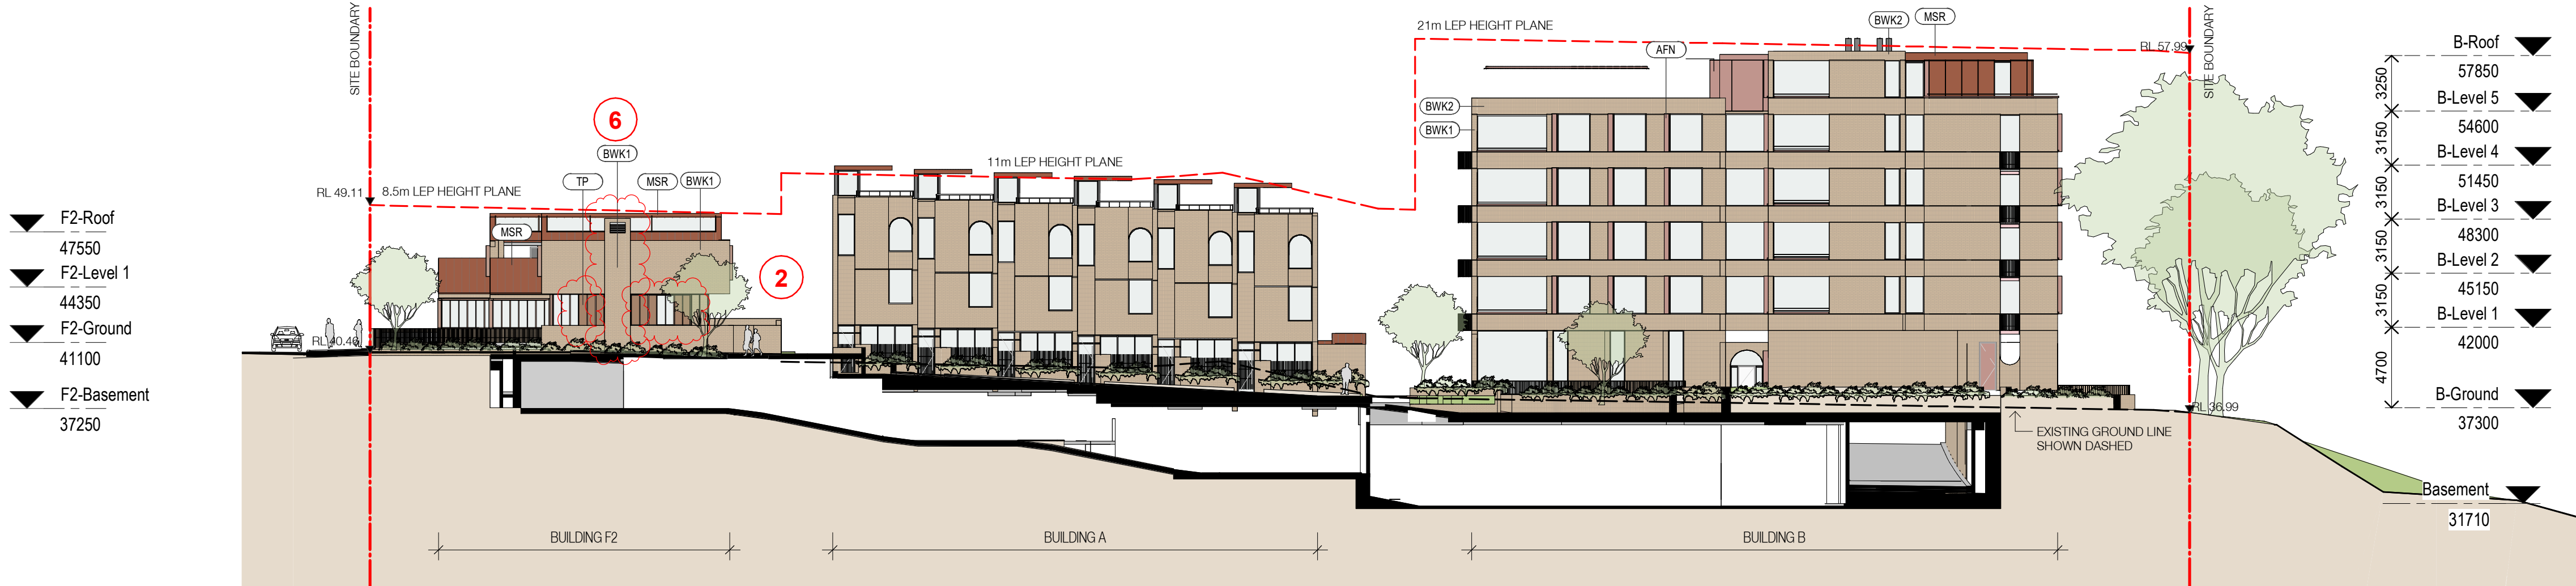 SITE BOUNDARY
RL 49.11
8.5m LEP HEIGHT PLANE
6
BWK1
TP
MSR
BWK1
MSR
2
F2-Roof
47550
F2-Level 1
44350
F2-Ground
41100
F2-Basement
37250
RL 40.46
11m LEP HEIGHT PLANE
21m LEP HEIGHT PLANE
AFN
BWK2
MSR
BWK2
BWK1
RL 57.99
SITE BOUNDARY
B-Roof
57850
3250
B-Level 5
54600
3150
B-Level 4
51450
3150
B-Level 3
48300
3150
B-Level 2
45150
3150
B-Level 1
42000
4700
B-Ground
37300
RL 36.99
EXISTING GROUND LINE
SHOWN DASHED
Basement
31710
BUILDING F2
BUILDING A
BUILDING B